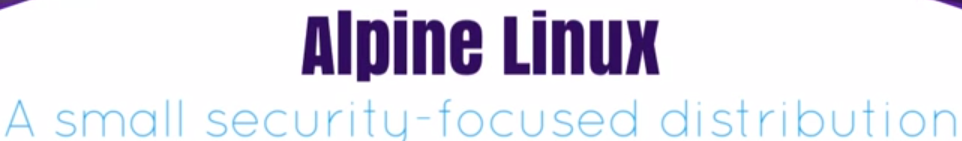 Alpine Linux
A small security-focused distribution